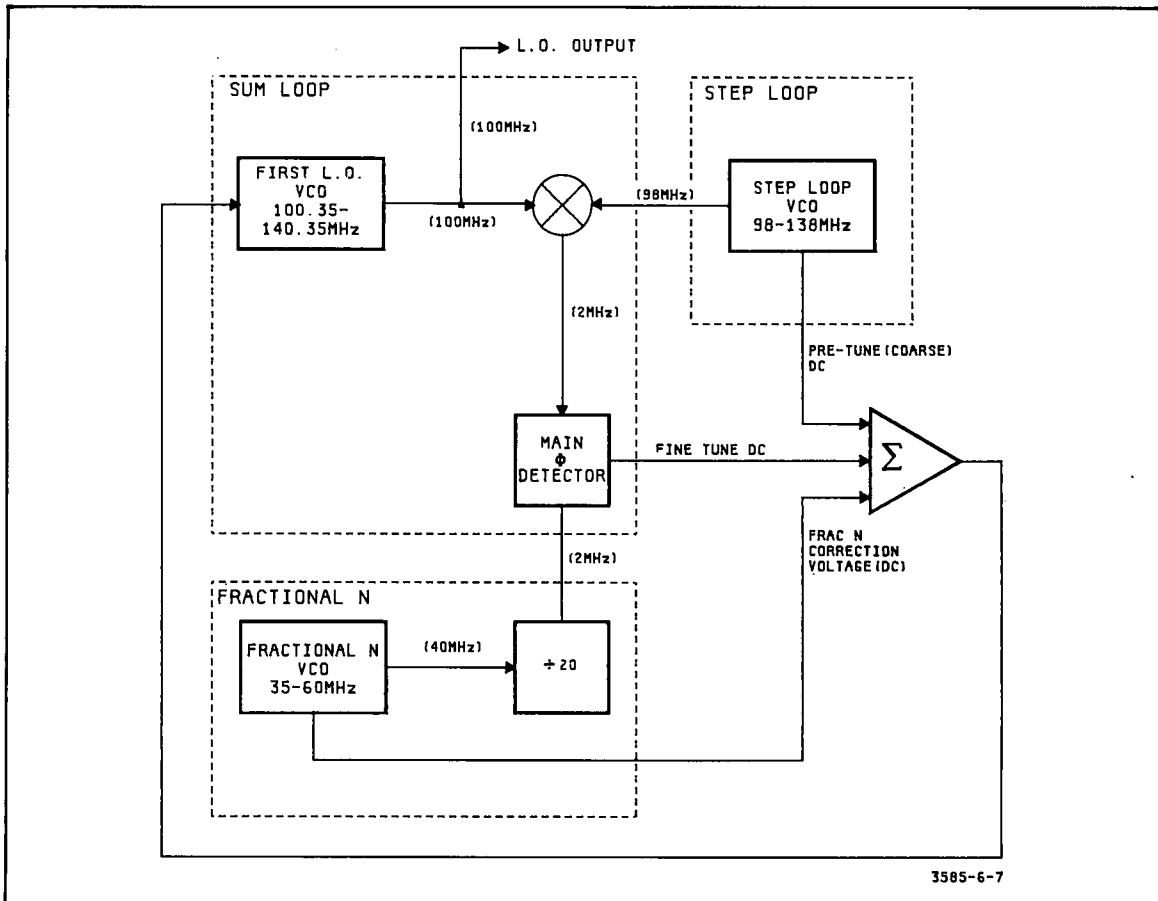 L.O. OUTPUT
SUM LOOP
STEP LOOP
(100MHz)
FIRST L.O.
VCO
100.35-
140.35MHz
(100MHz)
(98MHz)
STEP LOOP
VCO
98-138MHz
(2MHz)
PRE-TUNE(COARSE)
DC
MAIN
Φ
DETECTOR
FINE TUNE DC
Σ
(2MHz)
FRAC N
CORRECTION
VOLTAGE(DC)
FRACTIONAL N
FRACTIONAL N
VCO
35-60MHz
(40MHz)
÷20
3585-6-7